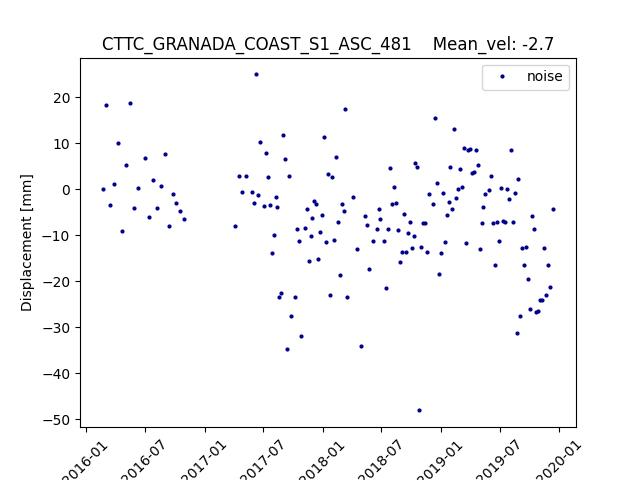 CTTC_GRANADA_COAST_S1_ASC_481    Mean_vel: -2.7
noise
20
10
0
−10
−20
−30
−40
−50
Displacement [mm]
2016-01 2016-07 2017-01 2017-07 2018-01 2018-07 2019-01 2019-07 2020-01